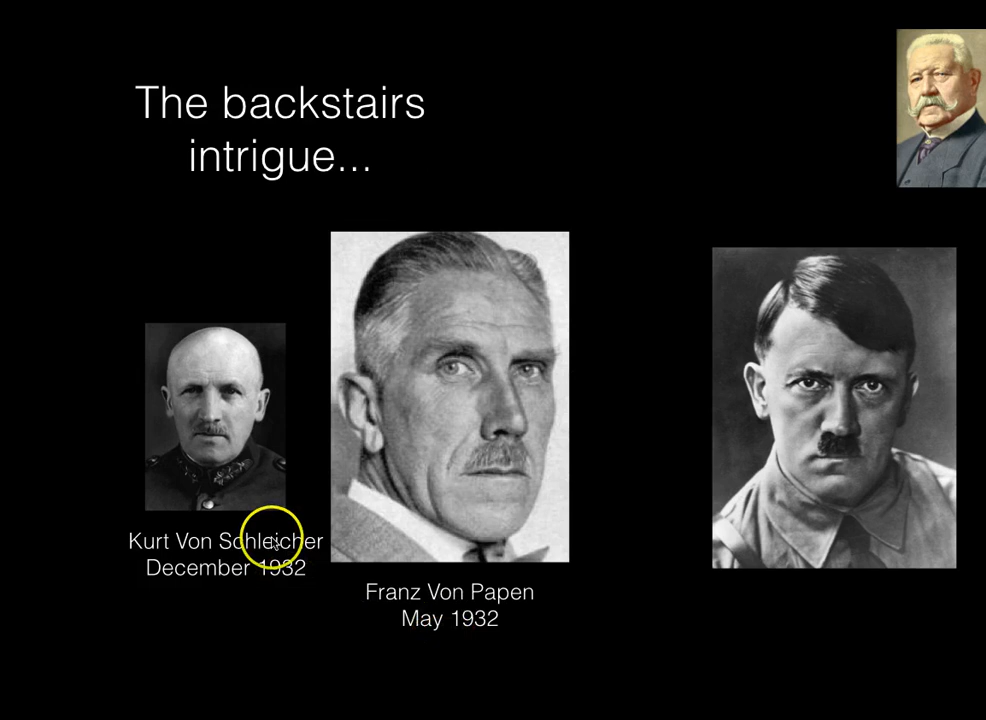 The backstairs
intrigue...
Kurt Von Schleicher
December 1932
Franz Von Papen
May 1932